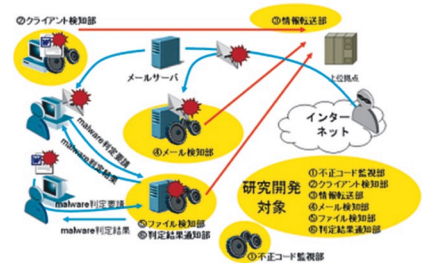 ②クライアント検知部
③情報転送部
メールサーバ
上位拠点
インター
ネット
malware判定要請
malware判定結果
④メール検知部
malware判定要請
malware判定結果
⑤ファイル検知部
⑥判定結果通知部
研究開発
対象
①不正コード監視部
②クライアント検知部
③情報転送部
④メール検知部
⑤ファイル検知部
⑥判定結果通知部
①不正コード監視部